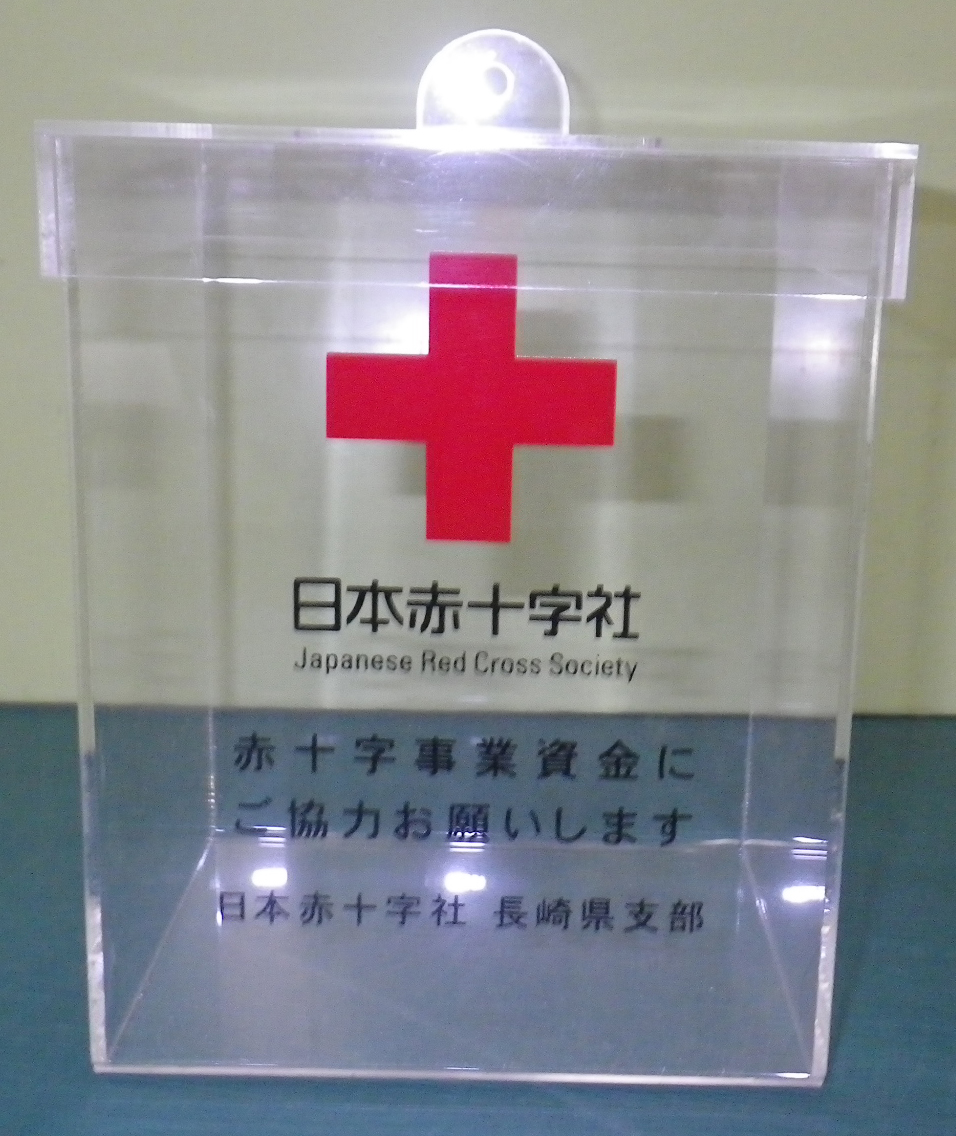 日本赤十字社
Japanese Red Cross Society
赤十字事業資金に
ご協力お願いします
日本赤十字社 長崎県支部